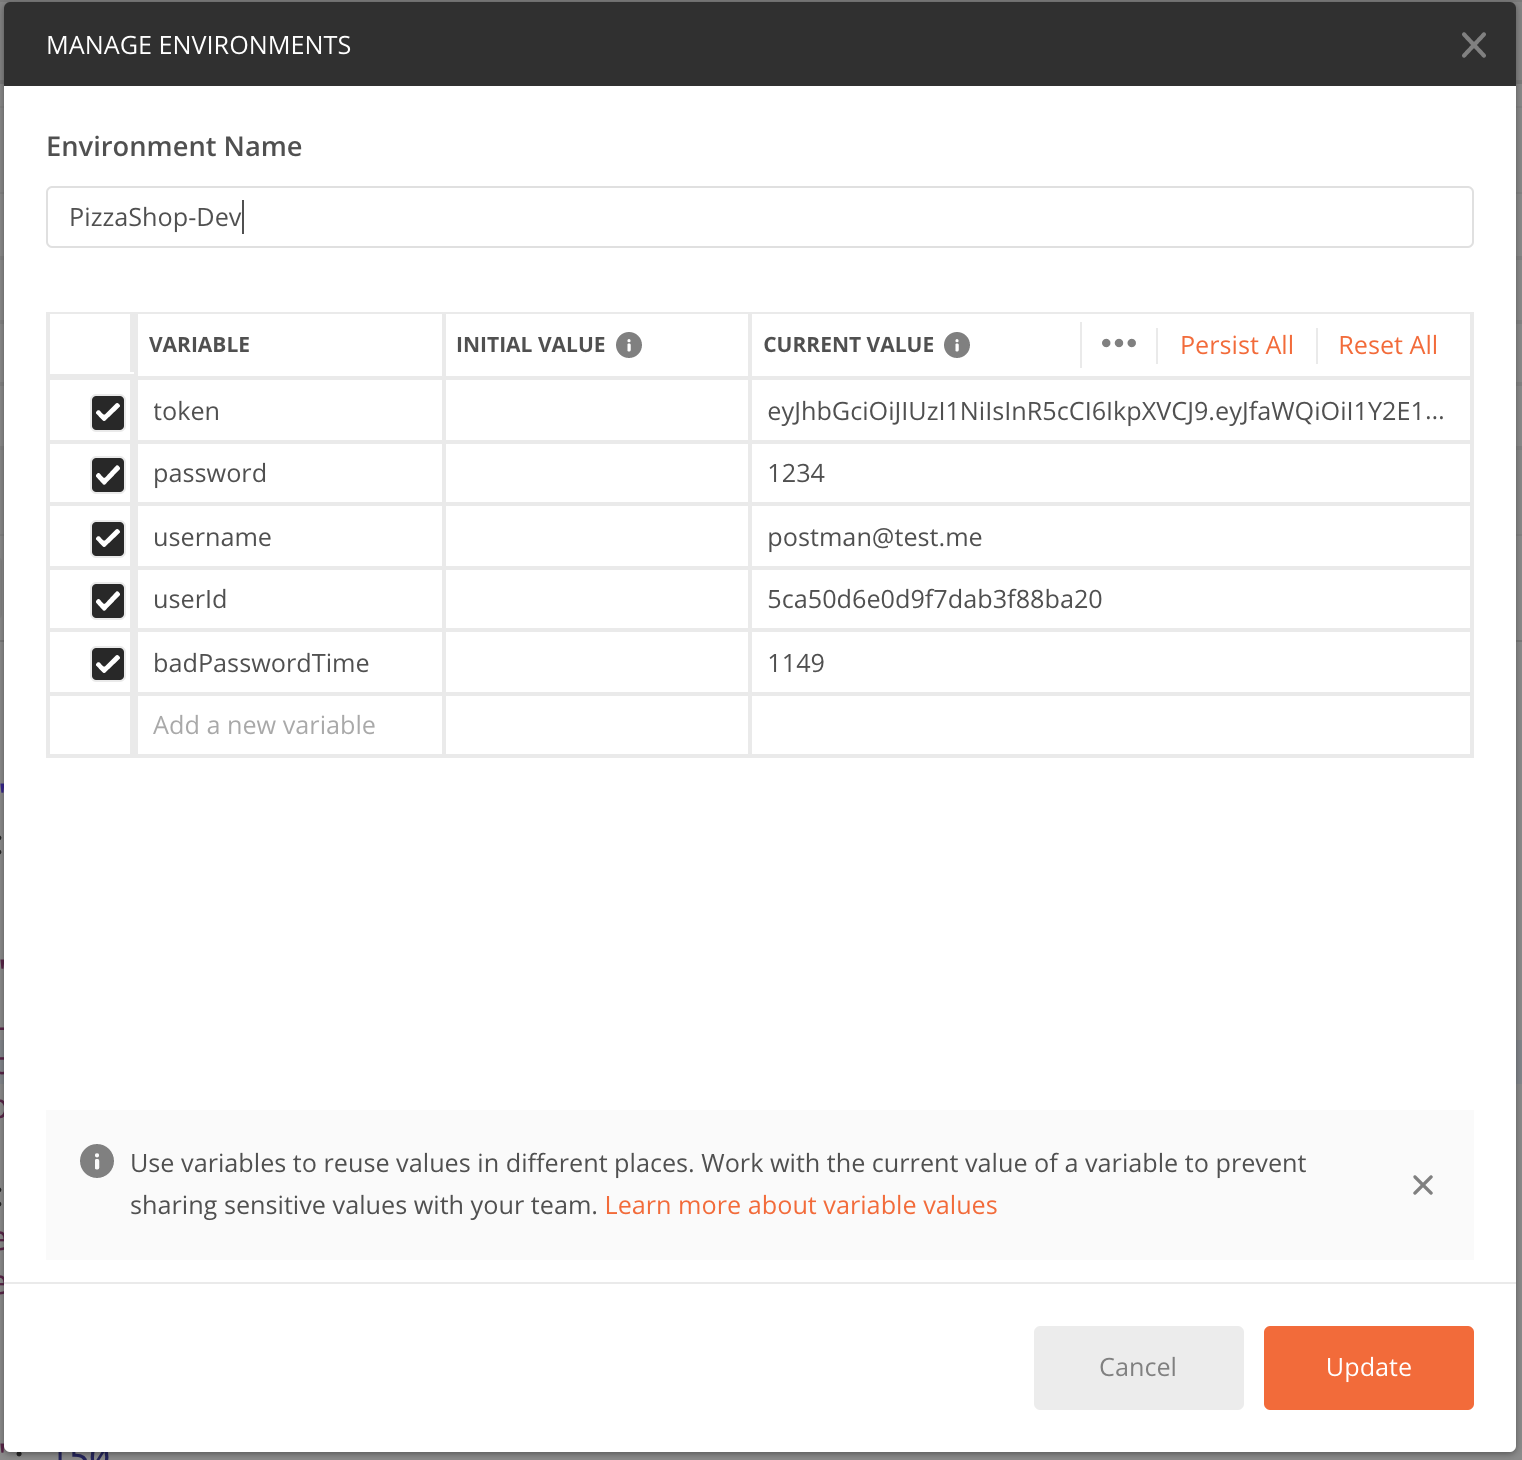 MANAGE ENVIRONMENTS
Environment Name
PizzaShop-Dev
VARIABLE INITIAL VALUE CURRENT VALUE ••• Persist All Reset All
token eyJhbGciOiJIUzI1NiIsInR5cCI6IkpXVCJ9.eyJfaWQiOiI1Y2E1...
password 1234
username postman@test.me
userId 5ca50d6e0d9f7dab3f88ba20
badPasswordTime 1149
Add a new variable
Use variables to reuse values in different places. Work with the current value of a variable to prevent
sharing sensitive values with your team. Learn more about variable values
Cancel Update